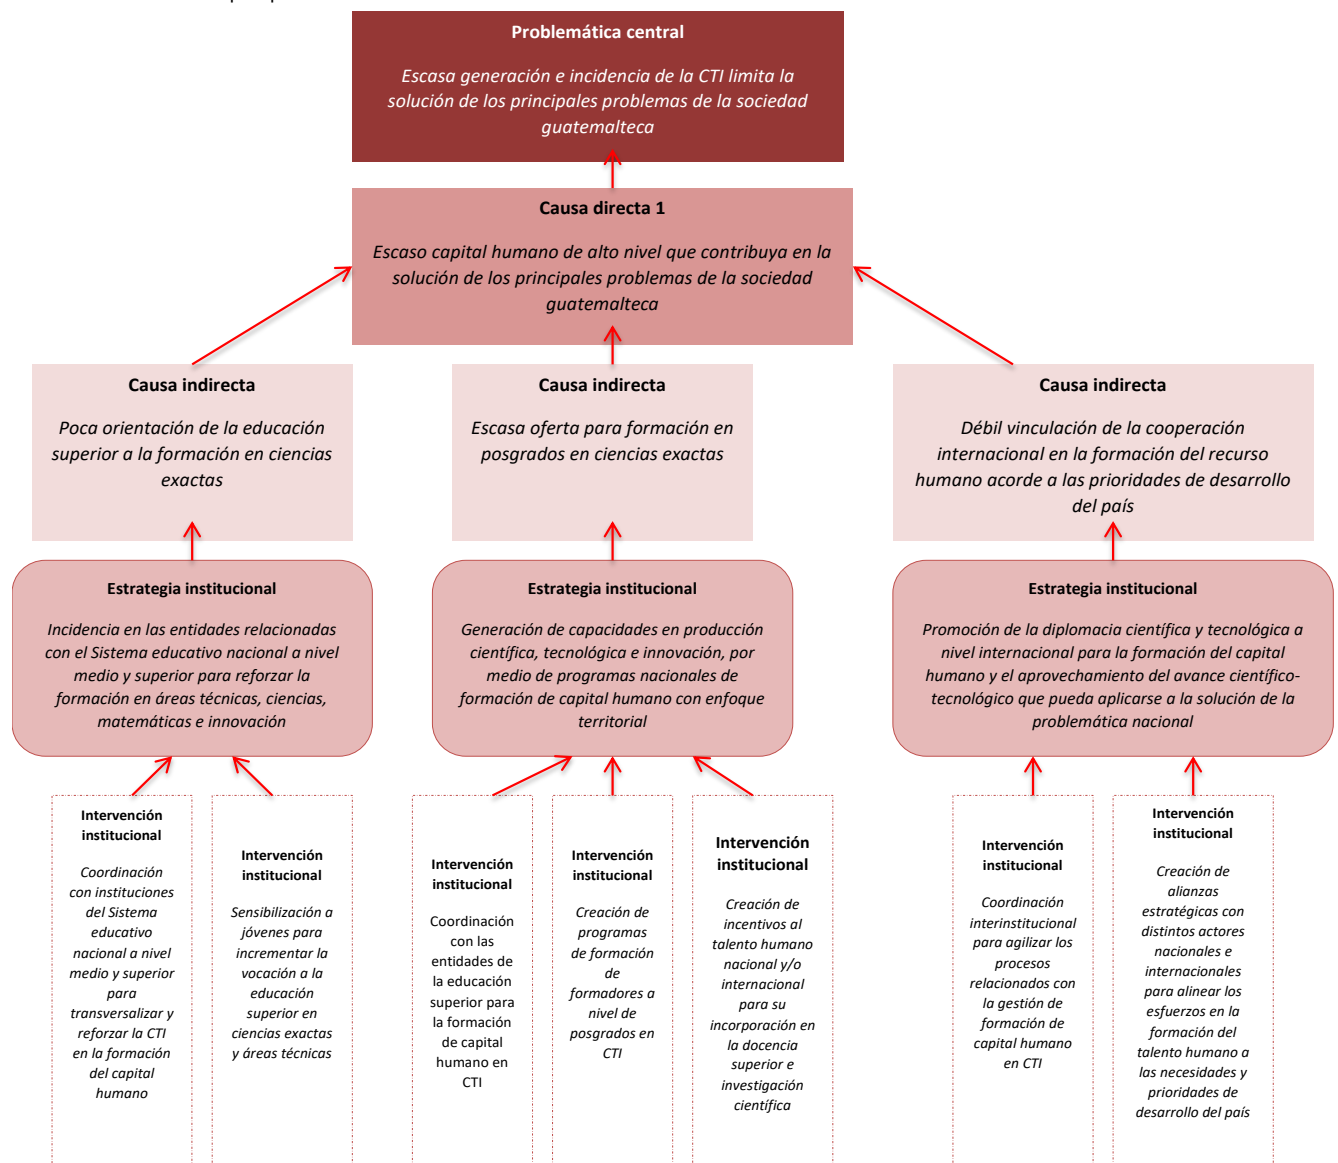 Problemática central
Escasa generación e incidencia de la CTI limita la
solución de los principales problemas de la sociedad
guatemalteca
Causa directa 1
Escaso capital humano de alto nivel que contribuya en la
solución de los principales problemas de la sociedad
guatemalteca
Causa indirecta
Poca orientación de la educación
superior a la formación en ciencias
exactas
Causa indirecta
Escasa oferta para formación en
posgrados en ciencias exactas
Causa indirecta
Débil vinculación de la cooperación
internacional en la formación del recurso
humano acorde a las prioridades de desarrollo
del país
Estrategia institucional
Incidencia en las entidades relacionadas
con el Sistema educativo nacional a nivel
medio y superior para reforzar la
formación en áreas técnicas, ciencias,
matemáticas e innovación
Estrategia institucional
Generación de capacidades en producción
científica, tecnológica e innovación, por
medio de programas nacionales de
formación de capital humano con enfoque
territorial
Estrategia institucional
Promoción de la diplomacia científica y tecnológica a
nivel internacional para la formación del capital
humano y el aprovechamiento del avance científico-
tecnológico que pueda aplicarse a la solución de la
problemática nacional
Intervención
institucional
Coordinación
con instituciones
del Sistema
educativo
nacional a nivel
medio y superior
para
transversalizar y
reforzar la CTI
en la formación
del capital
humano
Intervención
institucional
Sensibilización a
jóvenes para
incrementar la
vocación a la
educación
superior en
ciencias exactas
y áreas técnicas
Intervención
institucional
Coordinación
con las
entidades de
la educación
superior para
la formación
de capital
humano en
CTI
Intervención
institucional
Creación de
programas
de formación
de
formadores a
nivel de
posgrados en
CTI
Intervención
institucional
Creación de
incentivos al
talento humano
nacional y/o
internacional
para su
incorporación en
la docencia
superior e
investigación
científica
Intervención
institucional
Coordinación
interinstitucional
para agilizar los
procesos
relacionados con
la gestión de
formación de
capital humano
en CTI
Intervención
institucional
Creación de
alianzas
estratégicas con
distintos actores
nacionales e
internacionales
para alinear los
esfuerzos en la
formación del
talento humano a
las necesidades y
prioridades de
desarrollo del país